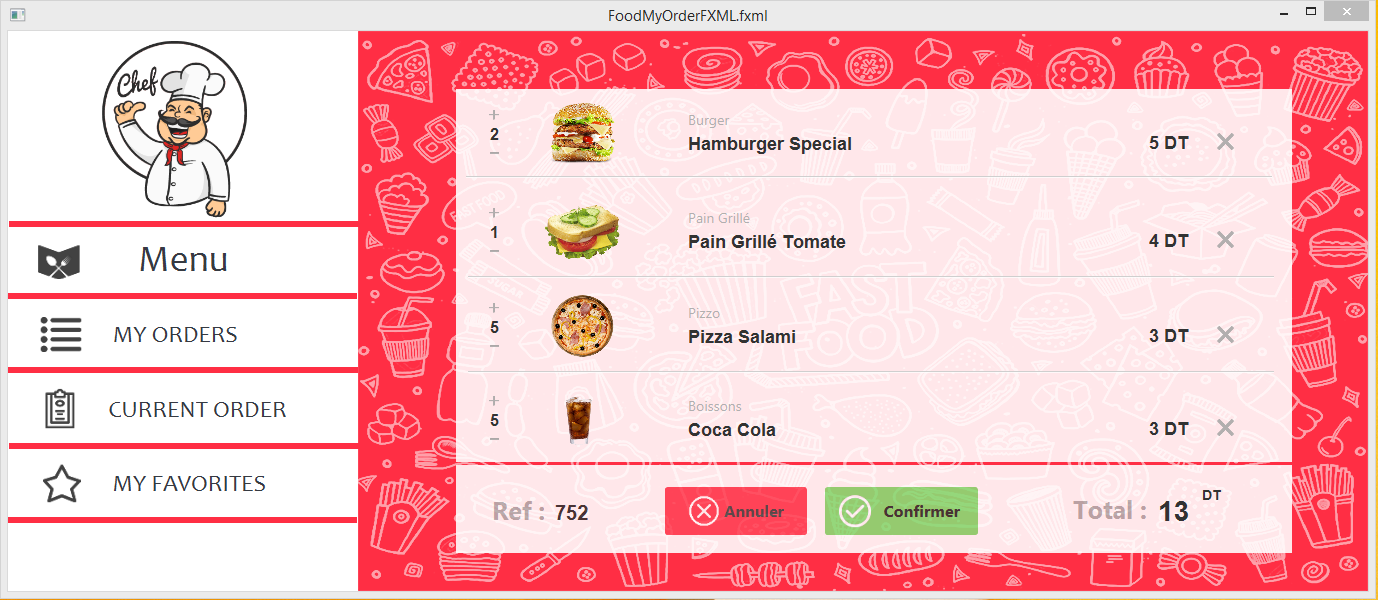 FoodMyOrderFXML.fxml
Chef
Menu
MY ORDERS
CURRENT ORDER
MY FAVORITES
+
2
−
Burger
Hamburger Special
5 DT
+
1
−
Pain Grillé
Pain Grillé Tomate
4 DT
+
5
−
Pizzo
Pizza Salami
3 DT
+
5
−
Boissons
Coca Cola
3 DT
FAST
FOOD
Ref : 752
Annuler
Confirmer
Total : 13 DT